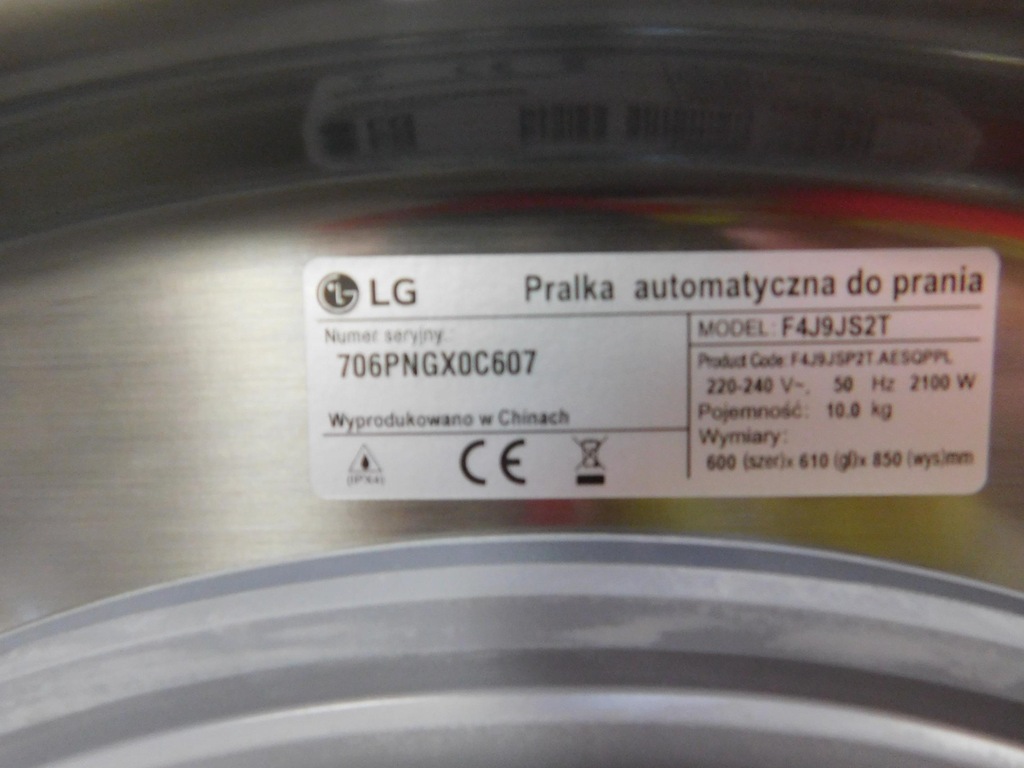 LG
Pralka automatyczna do prania
Numer seryjny:
706PNGX0C607
Wyprodukowano w Chinach
(IPX4)
CE
MODEL: F4J9JS2T
Product Code: F4J9JSP2T.AESQPPL
220-240 V~, 50 Hz 2100 W
Pojemność: 10.0 kg
Wymiary:
600 (szer)x 610 (gł)x 850 (wys)mm